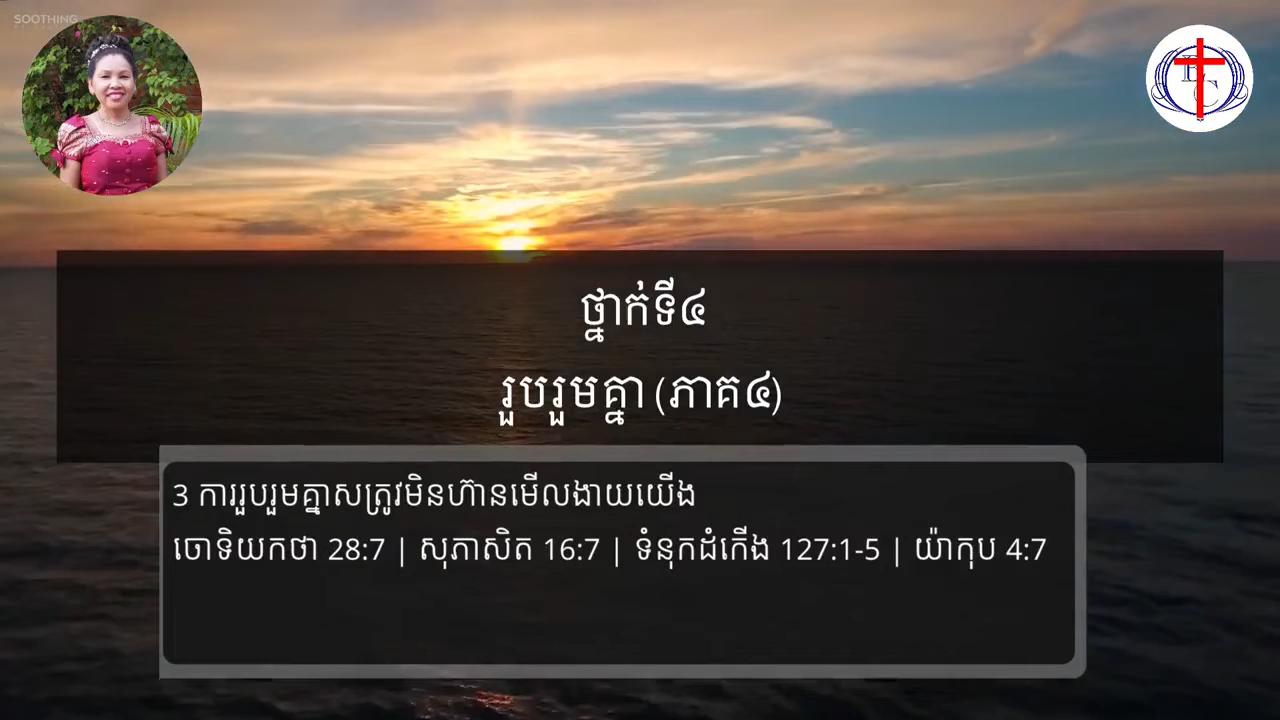 SOOTHING
ថ្នាក់ទី៤
រួបរួមគ្នា (ភាគ៤)
3 ការរួបរួមគ្នាសត្រូវមិនហ៊ានមើលងាយយើង
ចោទិយកថា 28:7 | សុភាសិត 16:7 | ទំនុកដំកើង 127:1-5 | យ៉ាកុប 4:7